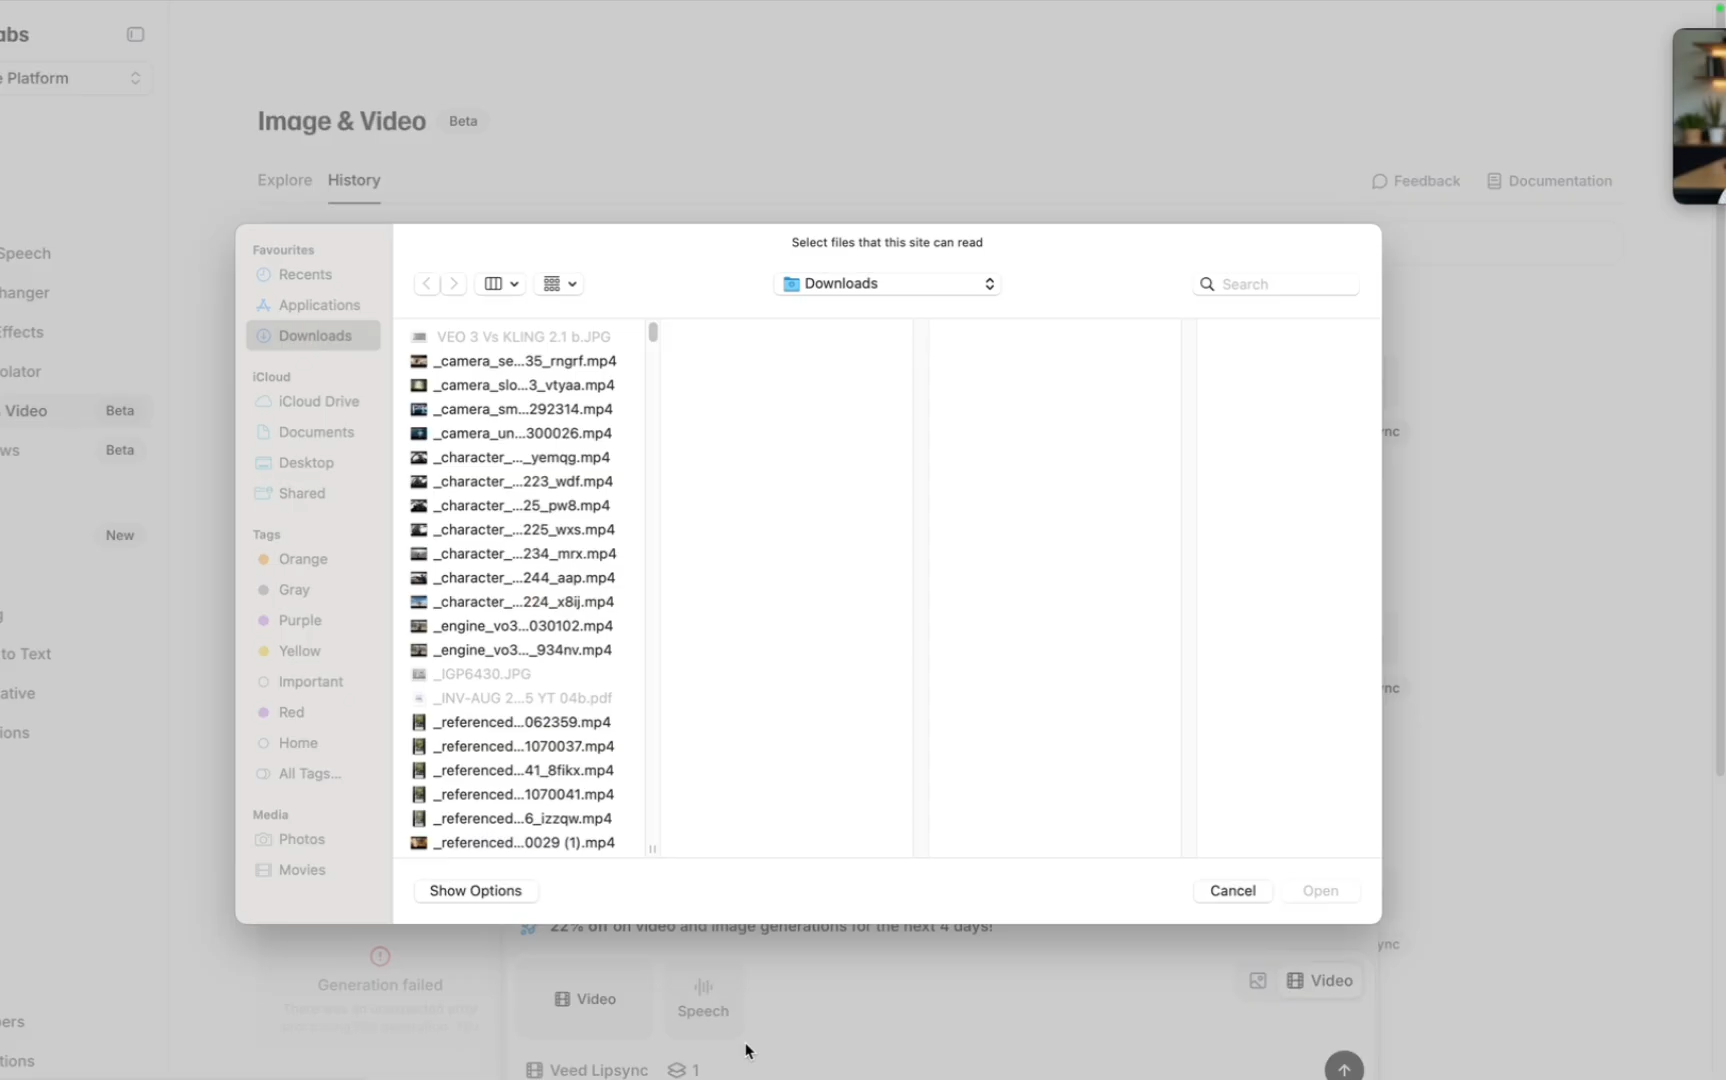 abs
e Platform
Image & Video
Beta
Explore
History
Feedback
Documentation
Speech
hanger
Effects
olator
Video
Beta
ws
Beta
New
g
to Text
ative
ions
ers
tions
Select files that this site can read
Favourites
Recents
Applications
Downloads
iCloud
iCloud Drive
Documents
Desktop
Shared
Tags
Orange
Gray
Purple
Yellow
Important
Red
Home
All Tags...
Media
Photos
Movies
Downloads
Search
VEO 3 Vs KLING 2.1 b.JPG
_camera_se...35_rngrf.mp4
_camera_slo...3_vtyaa.mp4
_camera_sm...292314.mp4
_camera_un...300026.mp4
_character_..._yemqg.mp4
_character_...223_wdf.mp4
_character_...25_pw8.mp4
_character_...225_wxs.mp4
_character_...234_mrx.mp4
_character_...244_aap.mp4
_character_...224_x8ij.mp4
_engine_vo3...030102.mp4
_engine_vo3..._934nv.mp4
_IGP6430.JPG
_INV-AUG 2...5 YT 04b.pdf
_referenced...062359.mp4
_referenced...1070037.mp4
_referenced...41_8fikx.mp4
_referenced...1070041.mp4
_referenced...6_izzqw.mp4
_referenced...0029 (1).mp4
Show Options
Cancel
Open
nc
nc
ync
22% off on video and image generations for the next 4 days!
Generation failed
Video
Speech
Video
Veed Lipsync
1